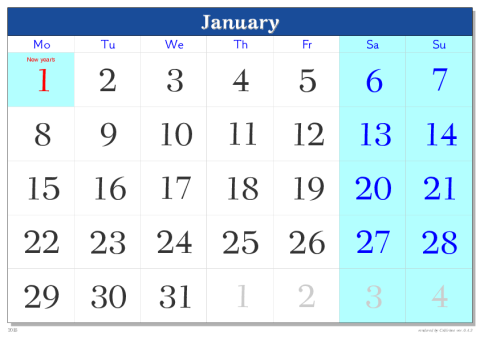 January
Mo Tu We Th Fr Sa Su
New years
1 2 3 4 5 6 7
8 9 10 11 12 13 14
15 16 17 18 19 20 21
22 23 24 25 26 27 28
29 30 31 1 2 3 4